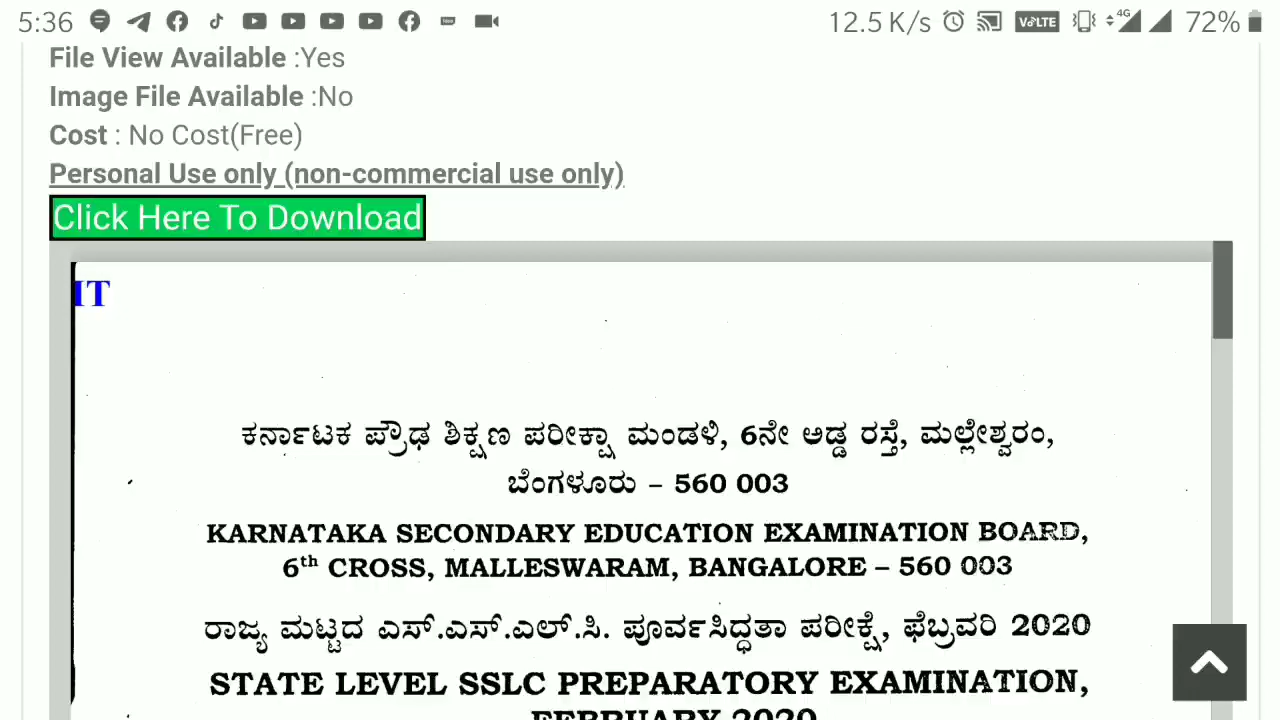 5:36 12.5 K/s VoLTE 4G 72%
File View Available :Yes
Image File Available :No
Cost : No Cost(Free)
Personal Use only (non-commercial use only)
Click Here To Download
IT
ಕರ್ನಾಟಕ ಪ್ರೌಢ ಶಿಕ್ಷಣ ಪರೀಕ್ಷಾ ಮಂಡಳಿ, 6ನೇ ಅಡ್ಡ ರಸ್ತೆ, ಮಲ್ಲೇಶ್ವರಂ,
ಬೆಂಗಳೂರು – 560 003
KARNATAKA SECONDARY EDUCATION EXAMINATION BOARD,
6th CROSS, MALLESWARAM, BANGALORE – 560 003
ರಾಜ್ಯ ಮಟ್ಟದ ಎಸ್.ಎಸ್.ಎಲ್.ಸಿ. ಪೂರ್ವಸಿದ್ಧತಾ ಪರೀಕ್ಷೆ, ಫೆಬ್ರವರಿ 2020
STATE LEVEL SSLC PREPARATORY EXAMINATION,
FEBRUARY 2020